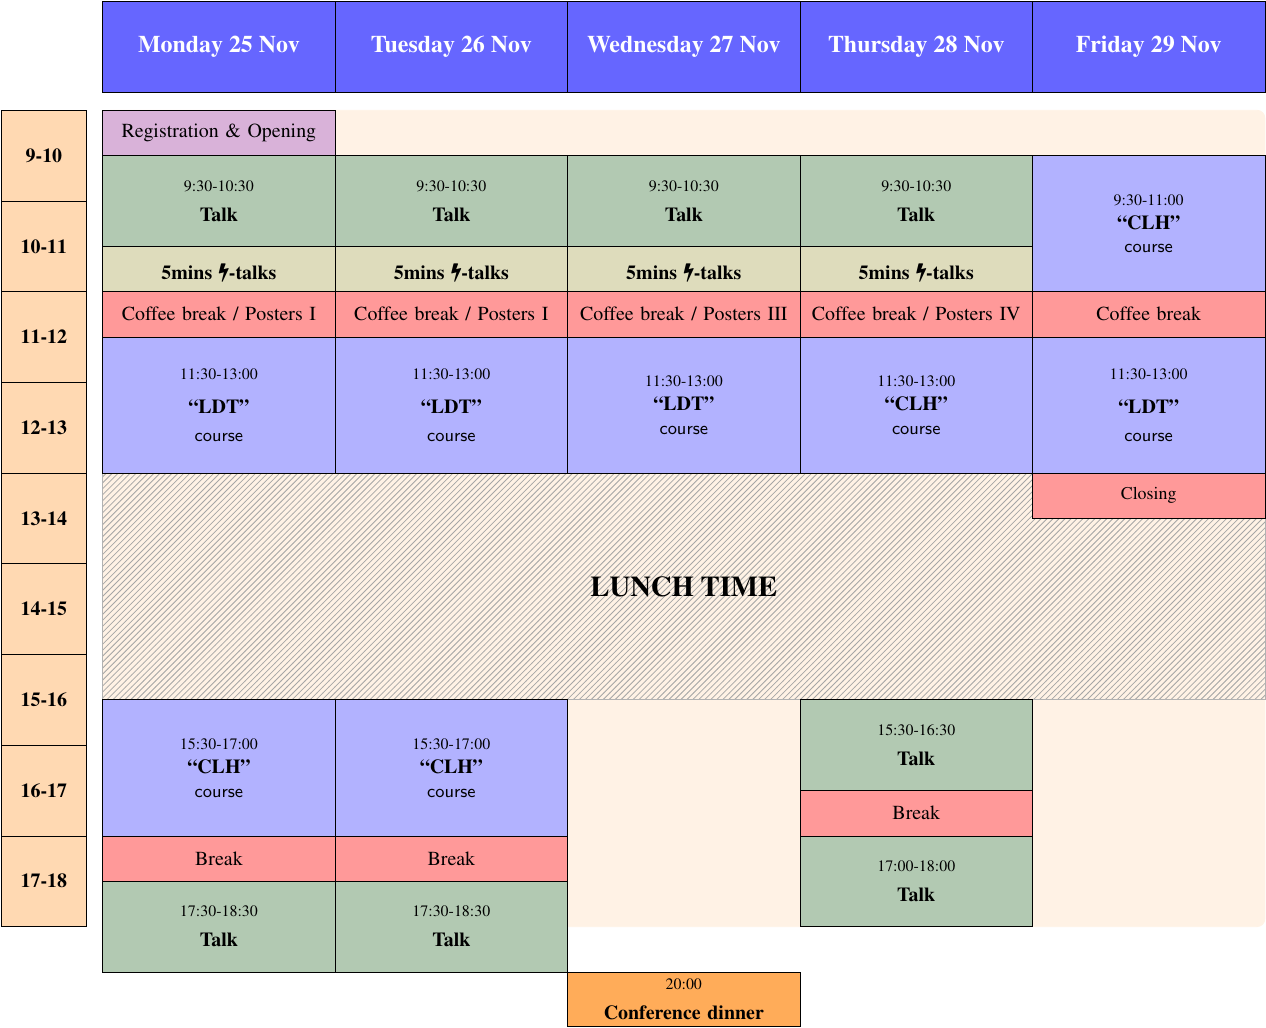 Monday 25 Nov
Tuesday 26 Nov
Wednesday 27 Nov
Thursday 28 Nov
Friday 29 Nov
9-10
10-11
11-12
12-13
13-14
14-15
15-16
16-17
17-18
Registration & Opening
9:30-10:30
Talk
5mins ϟ-talks
Coffee break / Posters I
11:30-13:00
“LDT”
course
15:30-17:00
“CLH”
course
Break
17:30-18:30
Talk
9:30-10:30
Talk
5mins ϟ-talks
Coffee break / Posters I
11:30-13:00
“LDT”
course
15:30-17:00
“CLH”
course
Break
17:30-18:30
Talk
9:30-10:30
Talk
5mins ϟ-talks
Coffee break / Posters III
11:30-13:00
“LDT”
course
LUNCH TIME
20:00
Conference dinner
9:30-10:30
Talk
5mins ϟ-talks
Coffee break / Posters IV
11:30-13:00
“CLH”
course
15:30-16:30
Talk
Break
17:00-18:00
Talk
9:30-11:00
“CLH”
course
Coffee break
11:30-13:00
“LDT”
course
Closing